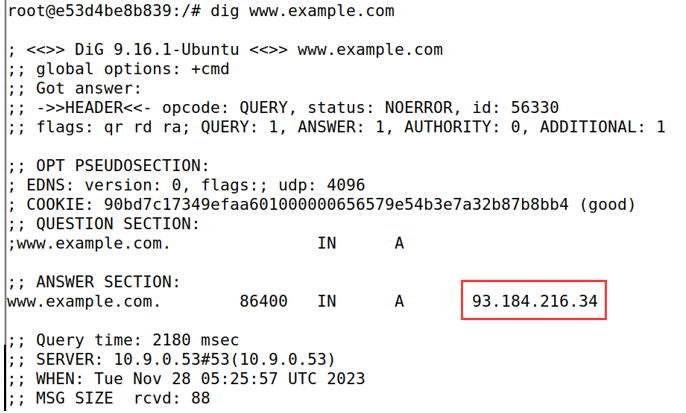 root@e53d4be8b839:/# dig www.example.com
; <<>> DiG 9.16.1-Ubuntu <<>> www.example.com
;; global options: +cmd
;; Got answer:
;; ->>HEADER<<- opcode: QUERY, status: NOERROR, id: 56330
;; flags: qr rd ra; QUERY: 1, ANSWER: 1, AUTHORITY: 0, ADDITIONAL: 1
;; OPT PSEUDOSECTION:
; EDNS: version: 0, flags:; udp: 4096
; COOKIE: 90bd7c17349efaa601000000656579e54b3e7a32b87b8bb4 (good)
;; QUESTION SECTION:
;www.example.com. IN A
;; ANSWER SECTION:
www.example.com. 86400 IN A 93.184.216.34
;; Query time: 2180 msec
;; SERVER: 10.9.0.53#53(10.9.0.53)
;; WHEN: Tue Nov 28 05:25:57 UTC 2023
;; MSG SIZE rcvd: 88